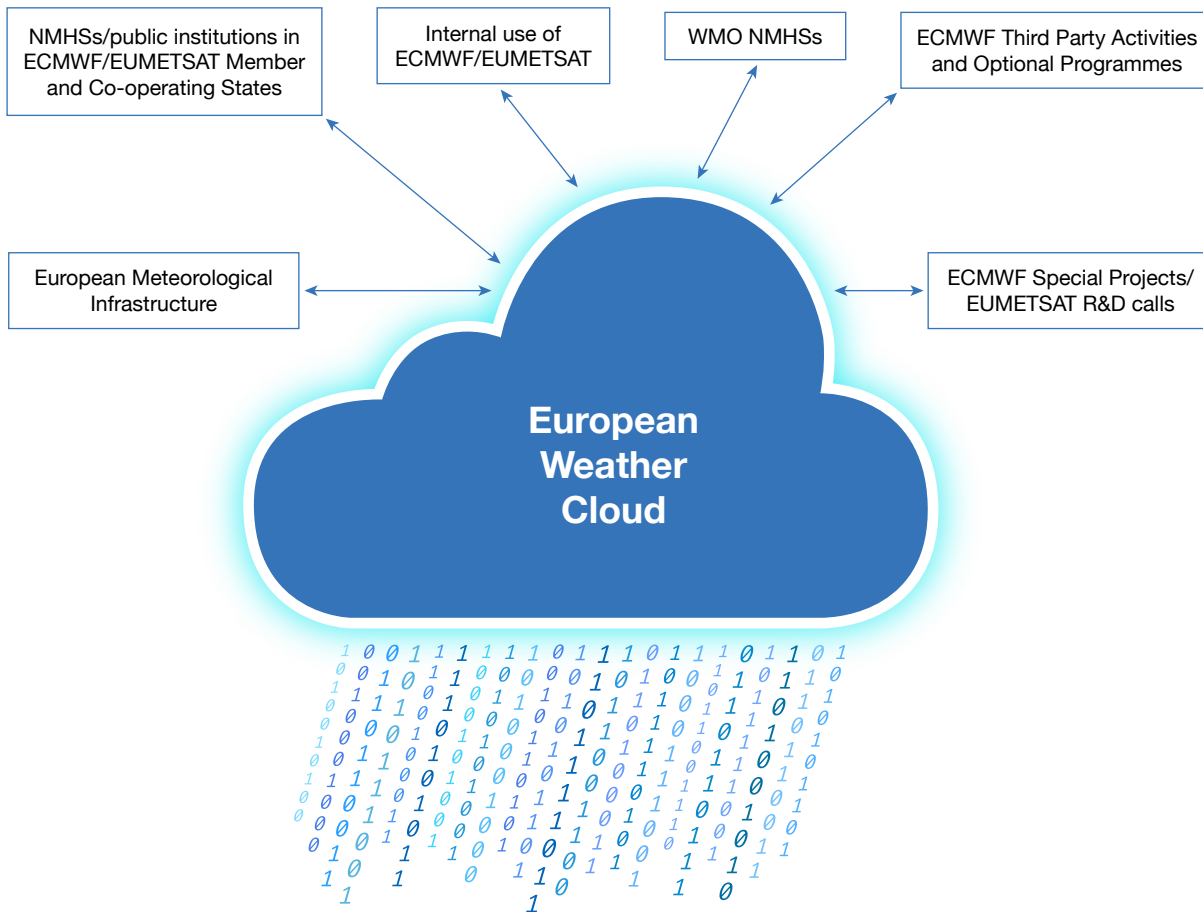 NMHSs/public institutions in
ECMWF/EUMETSAT Member
and Co-operating States
Internal use of
ECMWF/EUMETSAT
WMO NMHSs
ECMWF Third Party Activities
and Optional Programmes
European Meteorological
Infrastructure
ECMWF Special Projects/
EUMETSAT R&D calls
European
Weather
Cloud